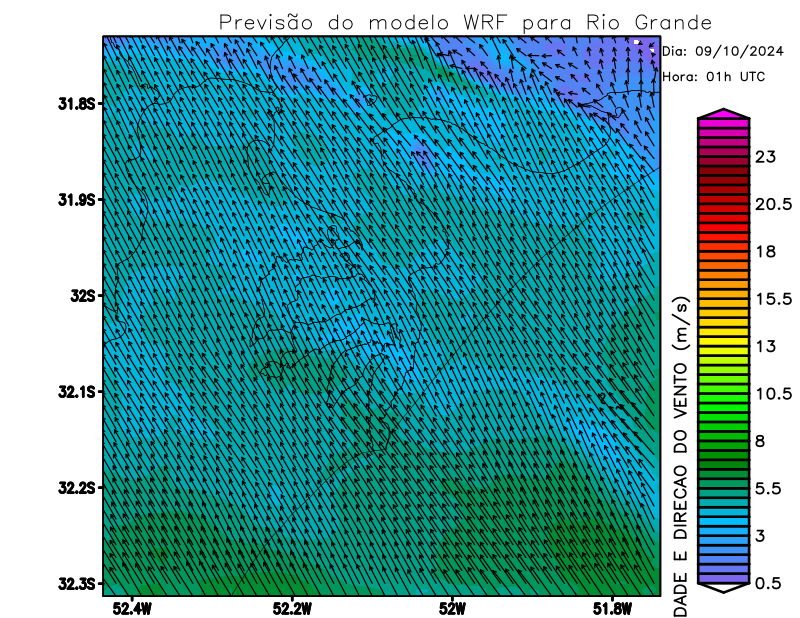 Previsão do modelo WRF para Rio Grande
Dia: 09/10/2024
Hora: 01h UTC
31.8S
31.9S
32S
32.1S
32.2S
32.3S
52.4W
52.2W
52W
51.8W
23
20.5
18
15.5
13
10.5
8
5.5
3
0.5
DADE E DIRECAO DO VENTO (m/s)